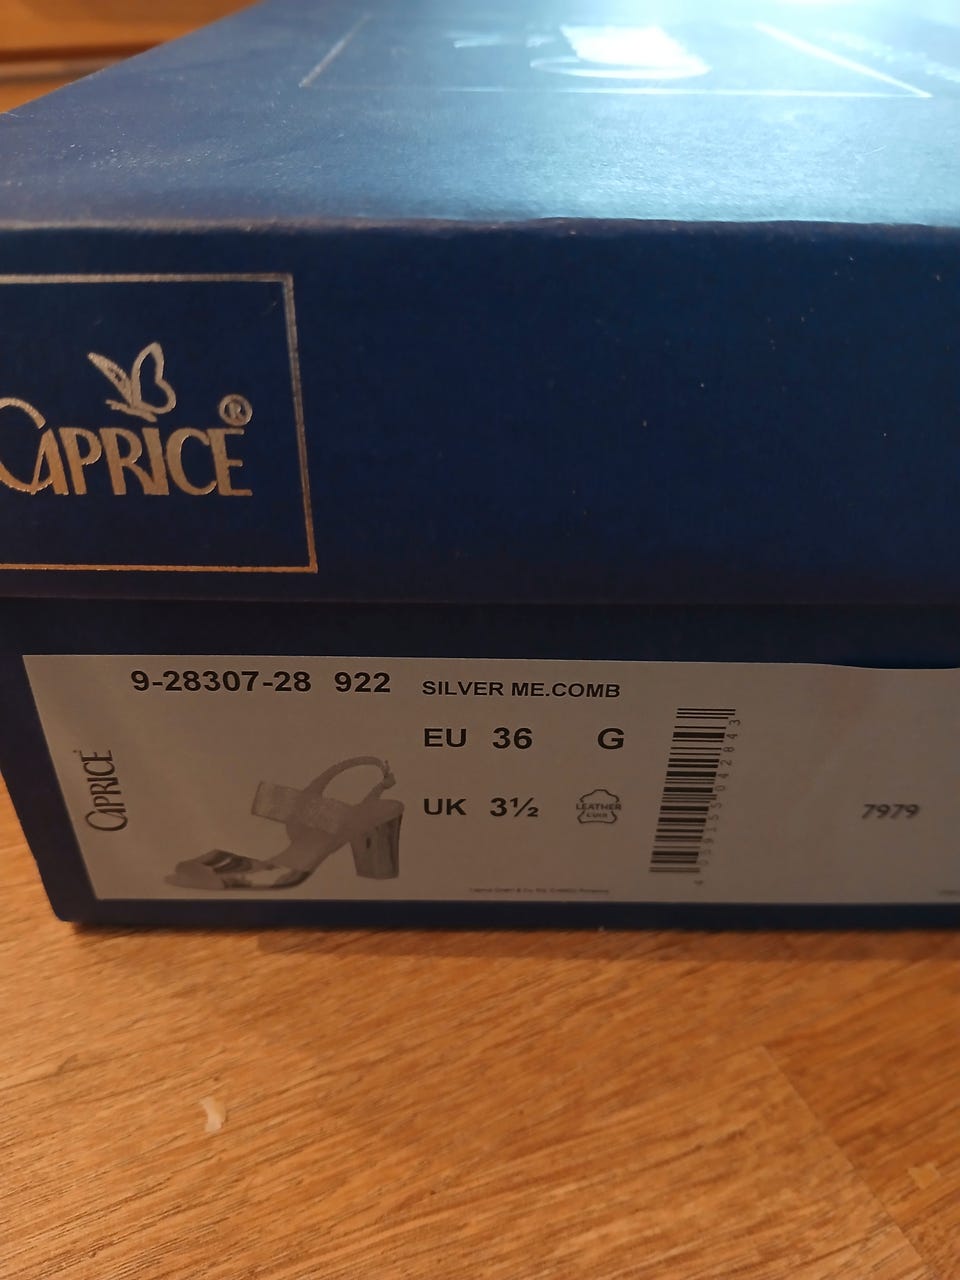 CAPRICE®
9-28307-28 922 SILVER ME.COMB
EU 36 G
UK 3½
LEATHER
CUIR
CAPRICE
7979